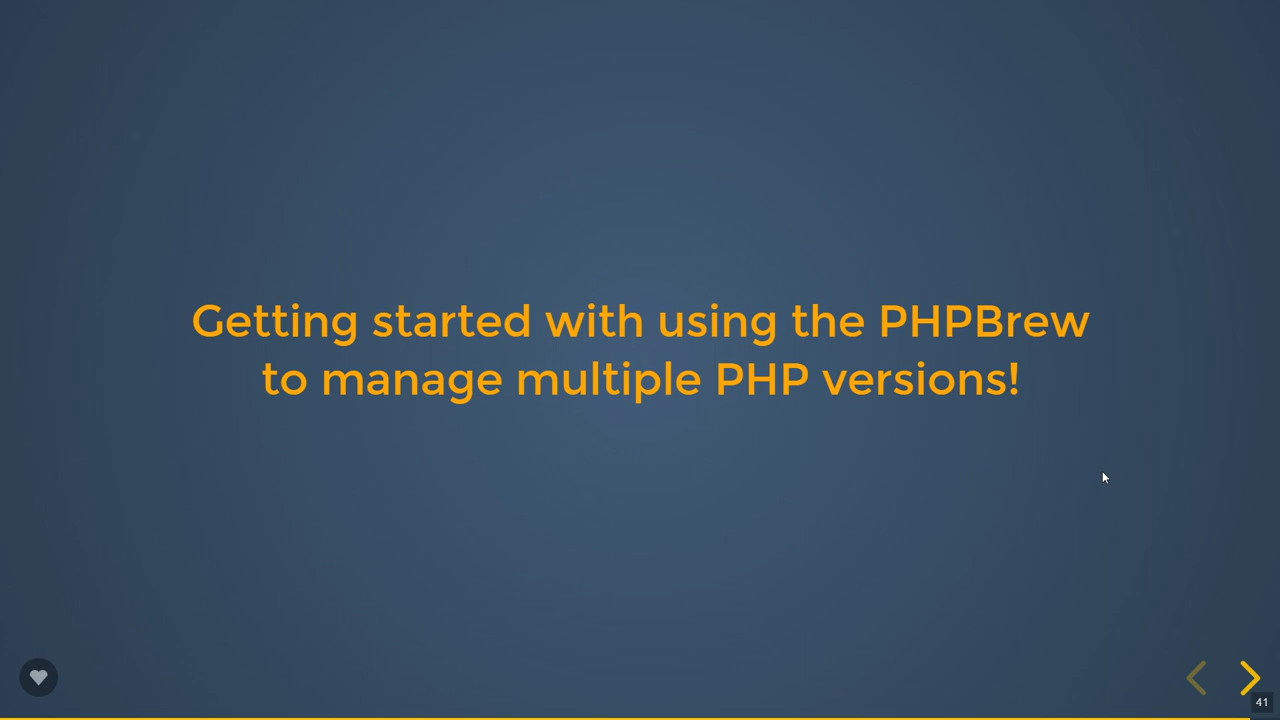 Getting started with using the PHPBrew
to manage multiple PHP versions!
41